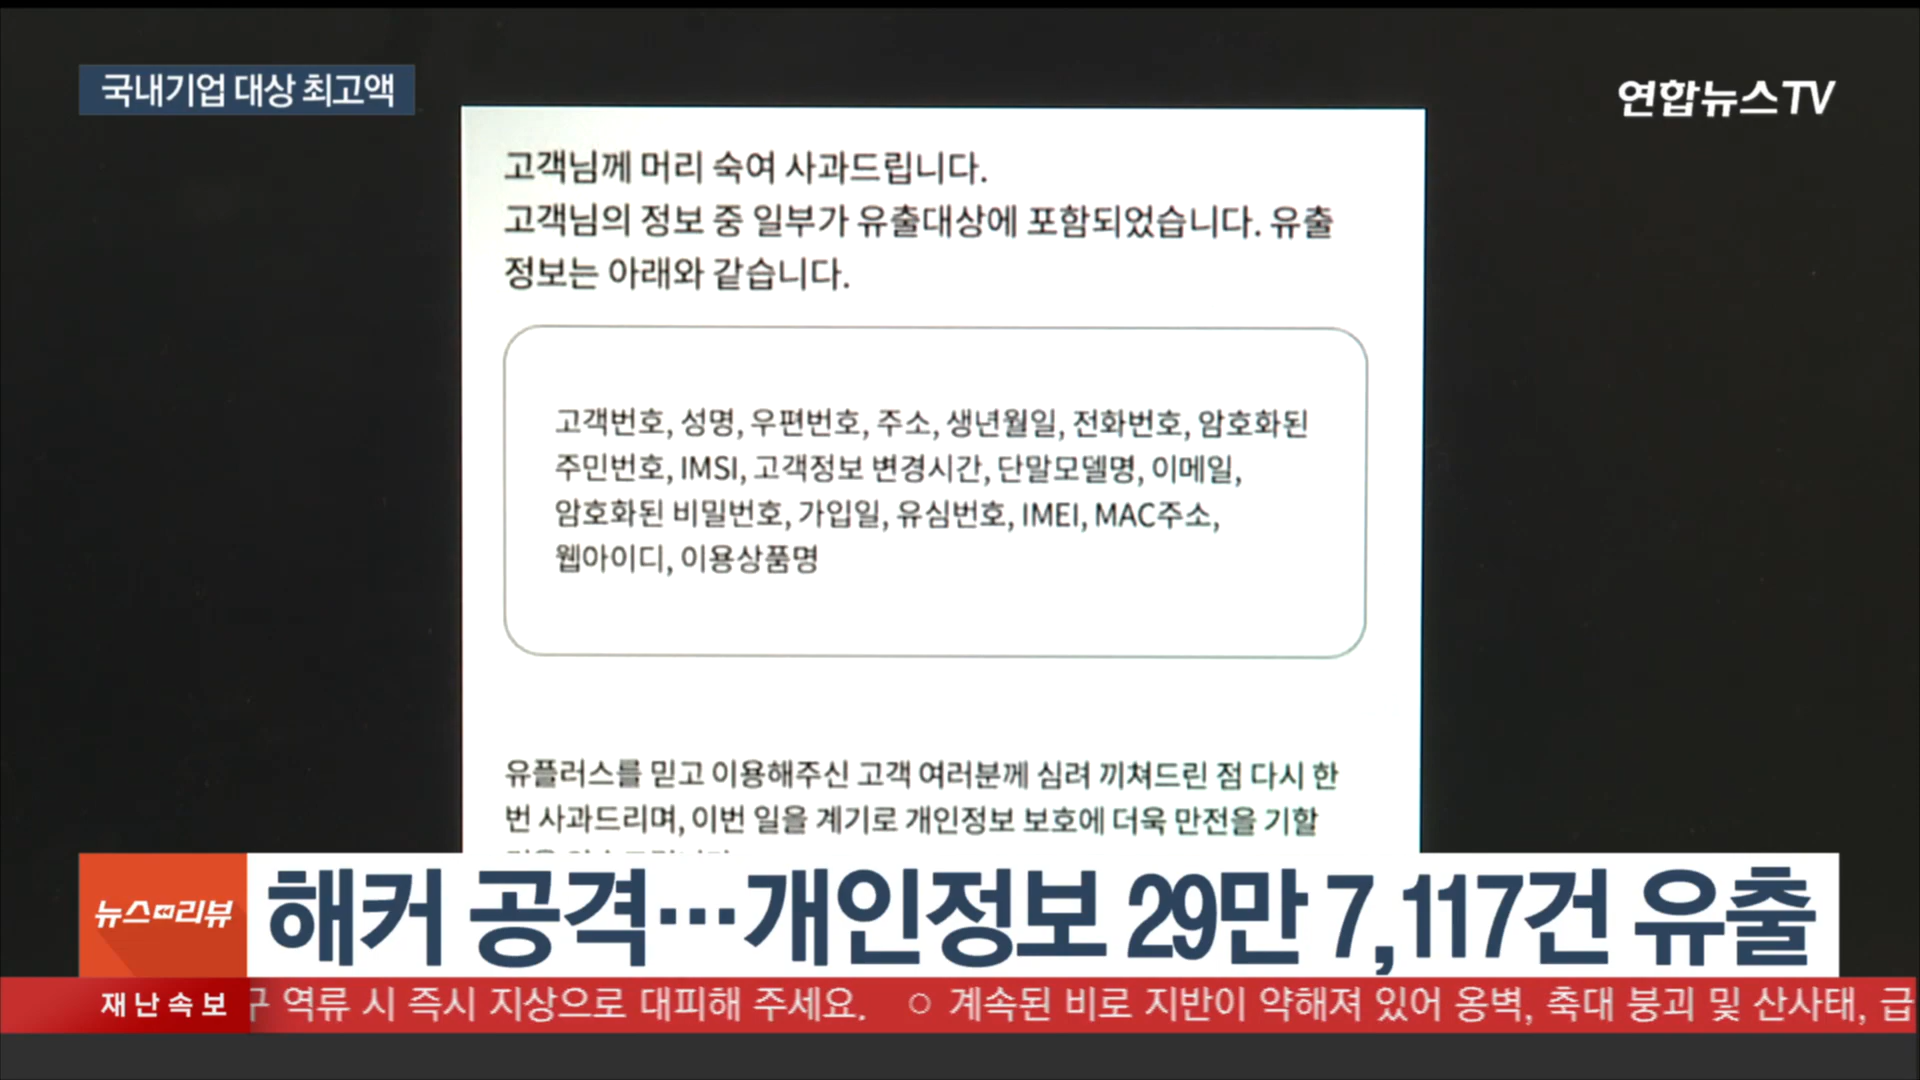 국내기업 대상 최고액
연합뉴스TV
고객님께 머리 숙여 사과드립니다.
고객님의 정보 중 일부가 유출대상에 포함되었습니다. 유출
정보는 아래와 같습니다.
고객번호, 성명, 우편번호, 주소, 생년월일, 전화번호, 암호화된
주민번호, IMSI, 고객정보 변경시간, 단말모델명, 이메일,
암호화된 비밀번호, 가입일, 유심번호, IMEI, MAC주소,
웹아이디, 이용상품명
유플러스를 믿고 이용해주신 고객 여러분께 심려 끼쳐드린 점 다시 한
번 사과드리며, 이번 일을 계기로 개인정보 보호에 더욱 만전을 기할
뉴스리뷰
해커 공격…개인정보 29만 7,117건 유출
재난속보
구 역류 시 즉시 지상으로 대피해 주세요. ○ 계속된 비로 지반이 약해져 있어 옹벽, 축대 붕괴 및 산사태, 급